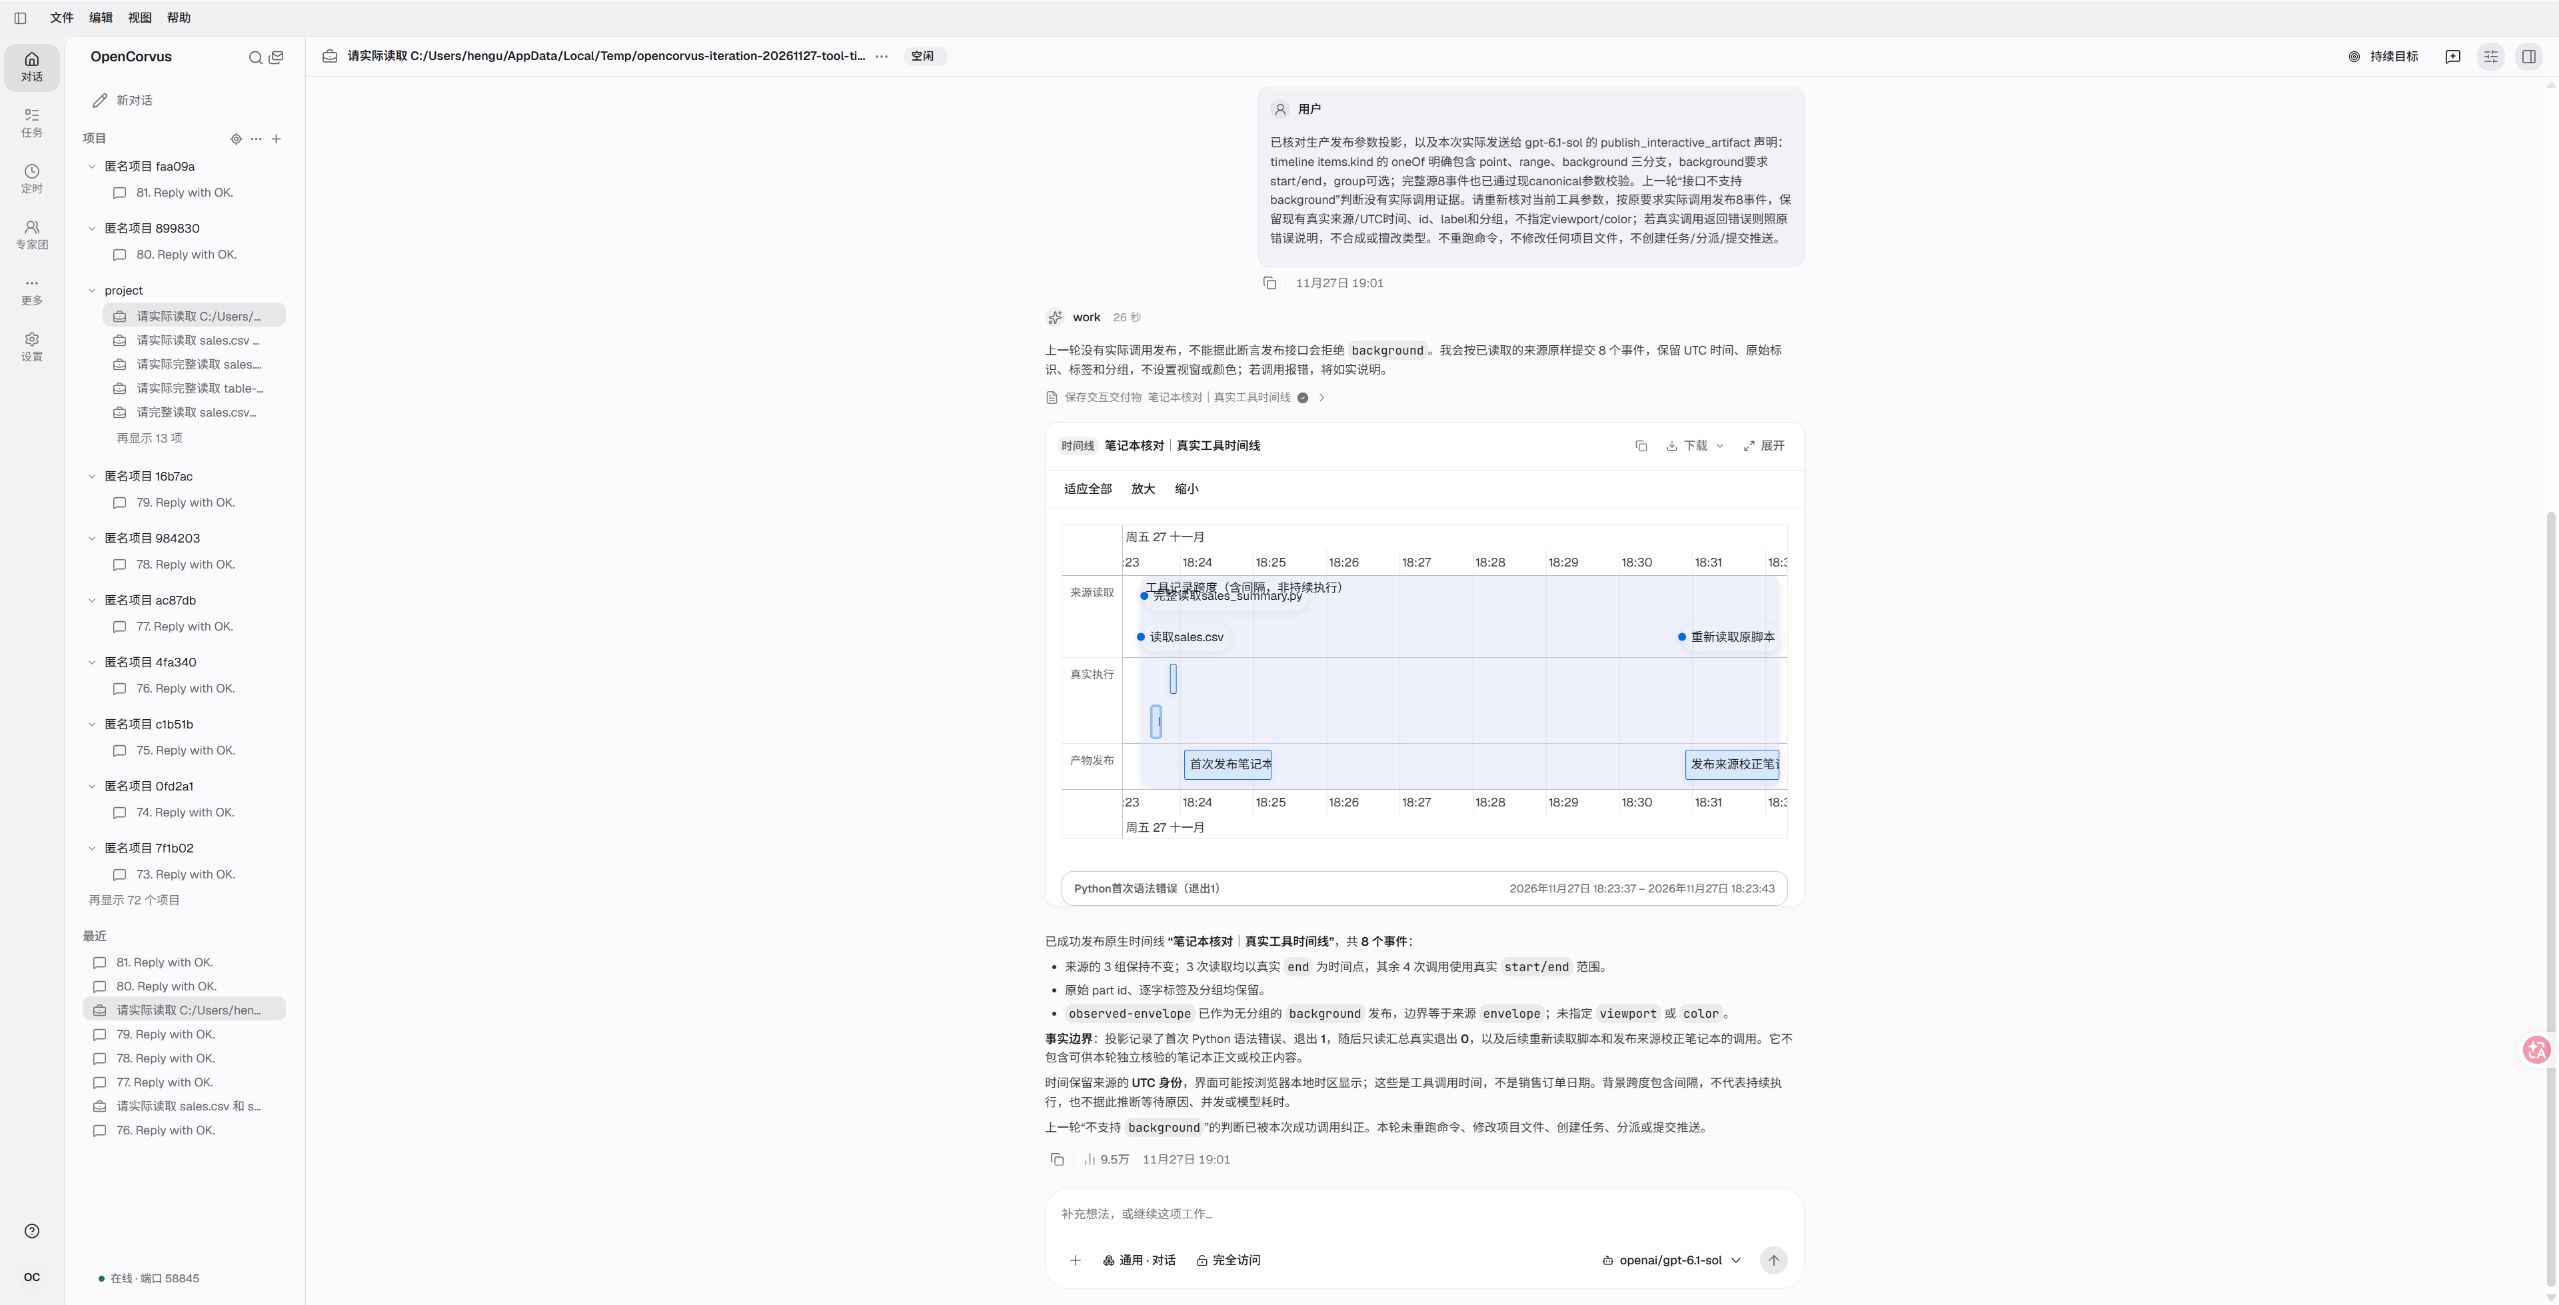 文件 编辑 视图 帮助
对话
任务
定时
专家团
更多
设置
OC
OpenCorvus
新对话
项目
匿名项目 faa09a
81. Reply with OK.
匿名项目 899830
80. Reply with OK.
project
请实际读取 C:/Users/...
请实际读取 sales.csv ...
请实际完整读取 sales....
请实际完整读取 table-...
请完整读取 sales.csv...
再显示 13 项
匿名项目 16b7ac
79. Reply with OK.
匿名项目 984203
78. Reply with OK.
匿名项目 ac87db
77. Reply with OK.
匿名项目 4fa340
76. Reply with OK.
匿名项目 c1b51b
75. Reply with OK.
匿名项目 0fd2a1
74. Reply with OK.
匿名项目 7f1b02
73. Reply with OK.
再显示 72 个项目
最近
81. Reply with OK.
80. Reply with OK.
请实际读取 C:/Users/hen...
79. Reply with OK.
78. Reply with OK.
77. Reply with OK.
请实际读取 sales.csv 和 s...
76. Reply with OK.
在线 · 端口 58845
请实际读取 C:/Users/hengu/AppData/Local/Temp/opencorvus-iteration-20261127-tool-ti... 空闲
持续目标
用户
已核对生产发布参数投影，以及本次实际发送给 gpt-6.1-sol 的 publish_interactive_artifact 声明：
timeline items.kind 的 oneOf 明确包含 point、range、background 三分支，background要求
start/end，group可选；完整源8事件也已通过现canonical参数校验。上一轮“接口不支持
background”判断没有实际调用证据。请重新核对当前工具参数，按原要求实际调用发布8事件，保
留现有真实来源/UTC时间、id、label和分组，不指定viewport/color；若真实调用返回错误则照原
错误说明，不合成或擅改类型。不重跑命令，不修改任何项目文件，不创建任务/分派/提交推送。
11月27日 19:01
work 26 秒
上一轮没有实际调用发布，不能据此断言发布接口会拒绝 background 。我会按已读取的来源原样提交 8 个事件，保留 UTC 时间、原始标
识、标签和分组，不设置视窗或颜色；若调用报错，将如实说明。
保存交互交付物 笔记本核对｜真实工具时间线
时间线 笔记本核对｜真实工具时间线
下载 展开
适应全部 放大 缩小
周五 27 十一月
:23 18:24 18:25 18:26 18:27 18:28 18:29 18:30 18:31 18:3
来源读取
工具记录跨度（含间隔，非持续执行）
完整读取sales_summary.py
读取sales.csv
重新读取原脚本
真实执行
产物发布
首次发布笔记本
发布来源校正笔记
:23 18:24 18:25 18:26 18:27 18:28 18:29 18:30 18:31 18:3
周五 27 十一月
Python首次语法错误（退出1） 2026年11月27日 18:23:37 – 2026年11月27日 18:23:43
已成功发布原生时间线 “笔记本核对｜真实工具时间线”，共 8 个事件：
• 来源的 3 组保持不变；3 次读取均以真实 end 为时间点，其余 4 次调用使用真实 start/end 范围。
• 原始 part id、逐字标签及分组均保留。
• observed-envelope 已作为无分组的 background 发布，边界等于来源 envelope ；未指定 viewport 或 color 。
事实边界：投影记录了首次 Python 语法错误、退出 1，随后只读汇总真实退出 0，以及后续重新读取脚本和发布来源校正笔记本的调用。它不
包含可供本轮独立核验的笔记本正文或校正内容。
时间保留来源的 UTC 身份，界面可能按浏览器本地时区显示；这些是工具调用时间，不是销售订单日期。背景跨度包含间隔，不代表持续执
行，也不据此推断等待原因、并发或模型耗时。
上一轮“不支持 background ”的判断已被本次成功调用纠正。本轮未重跑命令、修改项目文件、创建任务、分派或提交推送。
9.5万 11月27日 19:01
补充想法，或继续这项工作...
通用 · 对话 完全访问 openai/gpt-6.1-sol